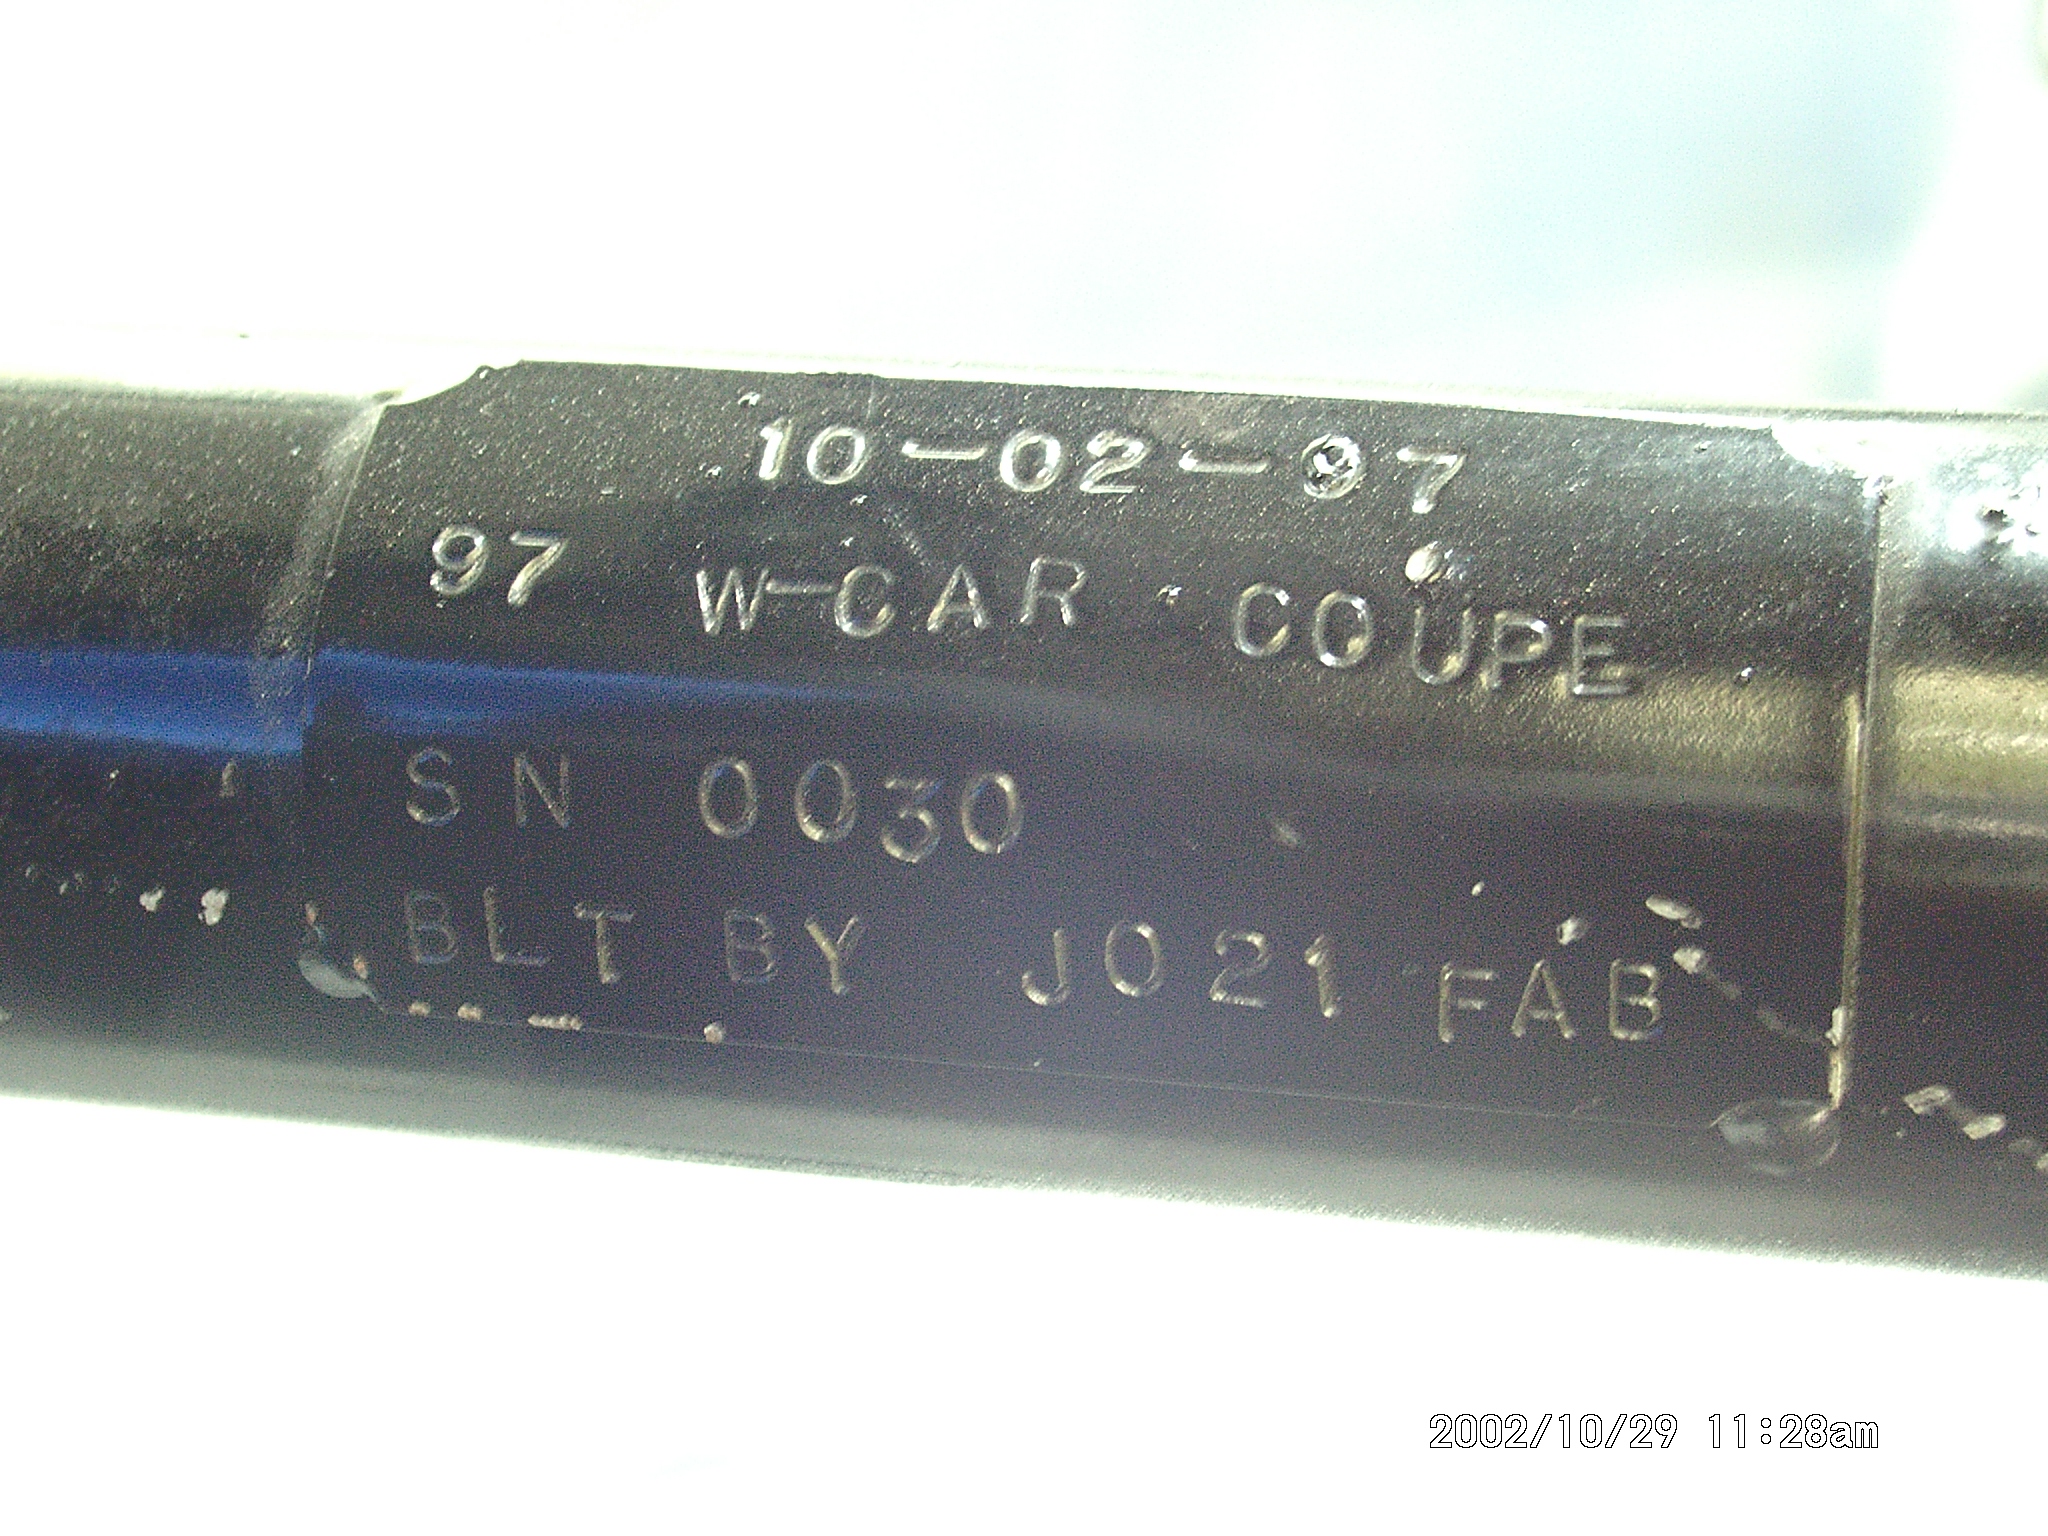 10-02-97
97 W-CAR COUPE
SN 0030
BLT BY JO21 FAB
2002/10/29 11:28am